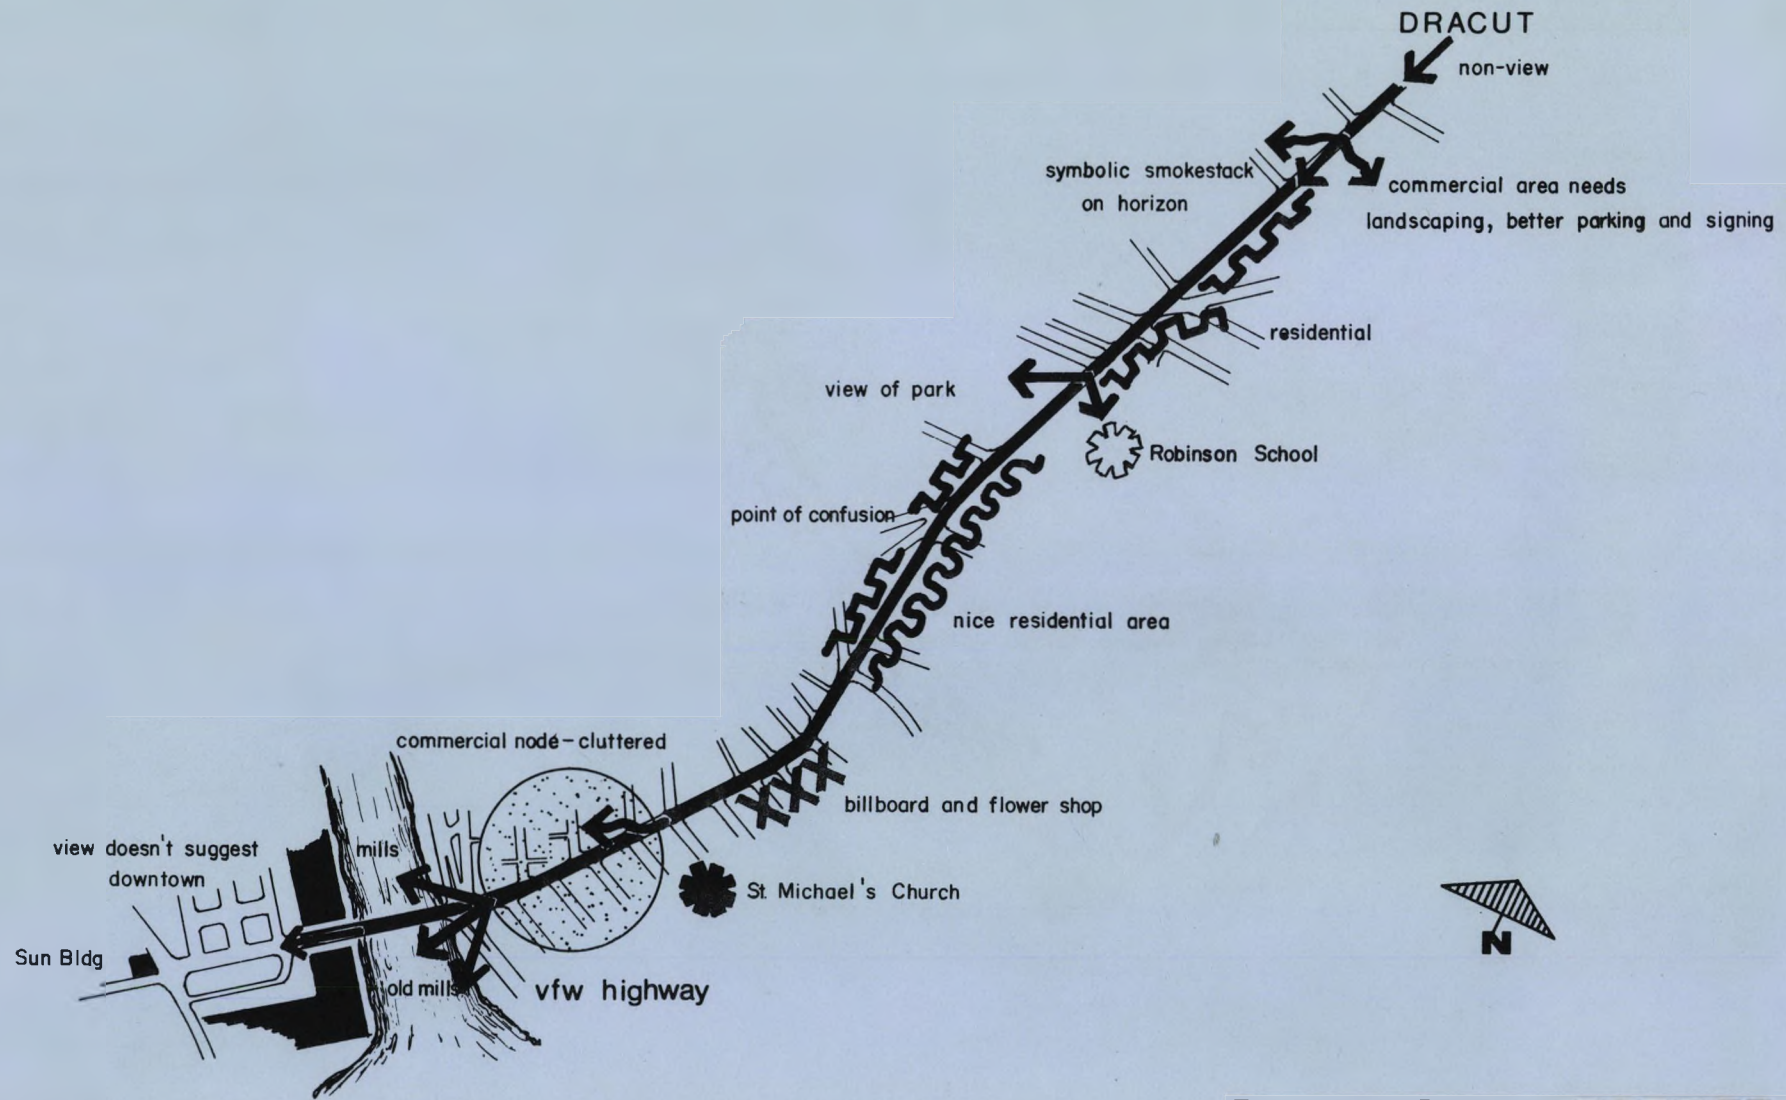 DRACUT
non-view
symbolic smokestack
on horizon
commercial area needs
landscaping, better parking and signing
residential
view of park
Robinson School
point of confusion
nice residential area
commercial node-cluttered
billboard and flower shop
view doesn't suggest
downtown
mills
St. Michael's Church
Sun Bldg
old mills
vfw highway
N